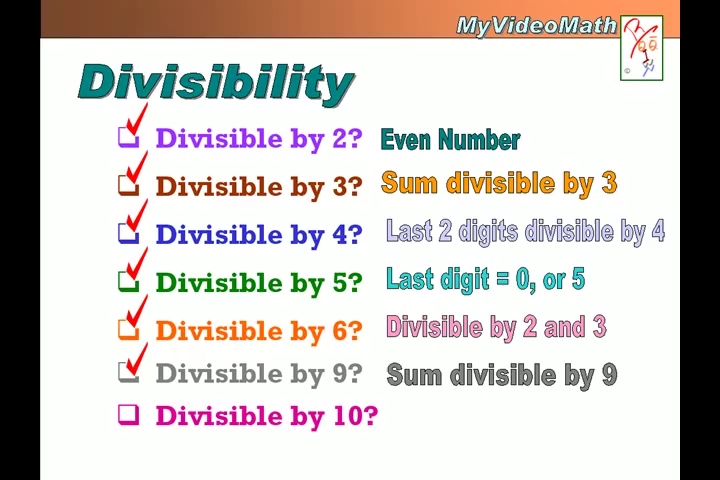 MyVideoMath
Divisibility
Divisible by 2? Even Number
Divisible by 3? Sum divisible by 3
Divisible by 4? Last 2 digits divisible by 4
Divisible by 5? Last digit = 0, or 5
Divisible by 6? Divisible by 2 and 3
Divisible by 9? Sum divisible by 9
Divisible by 10?